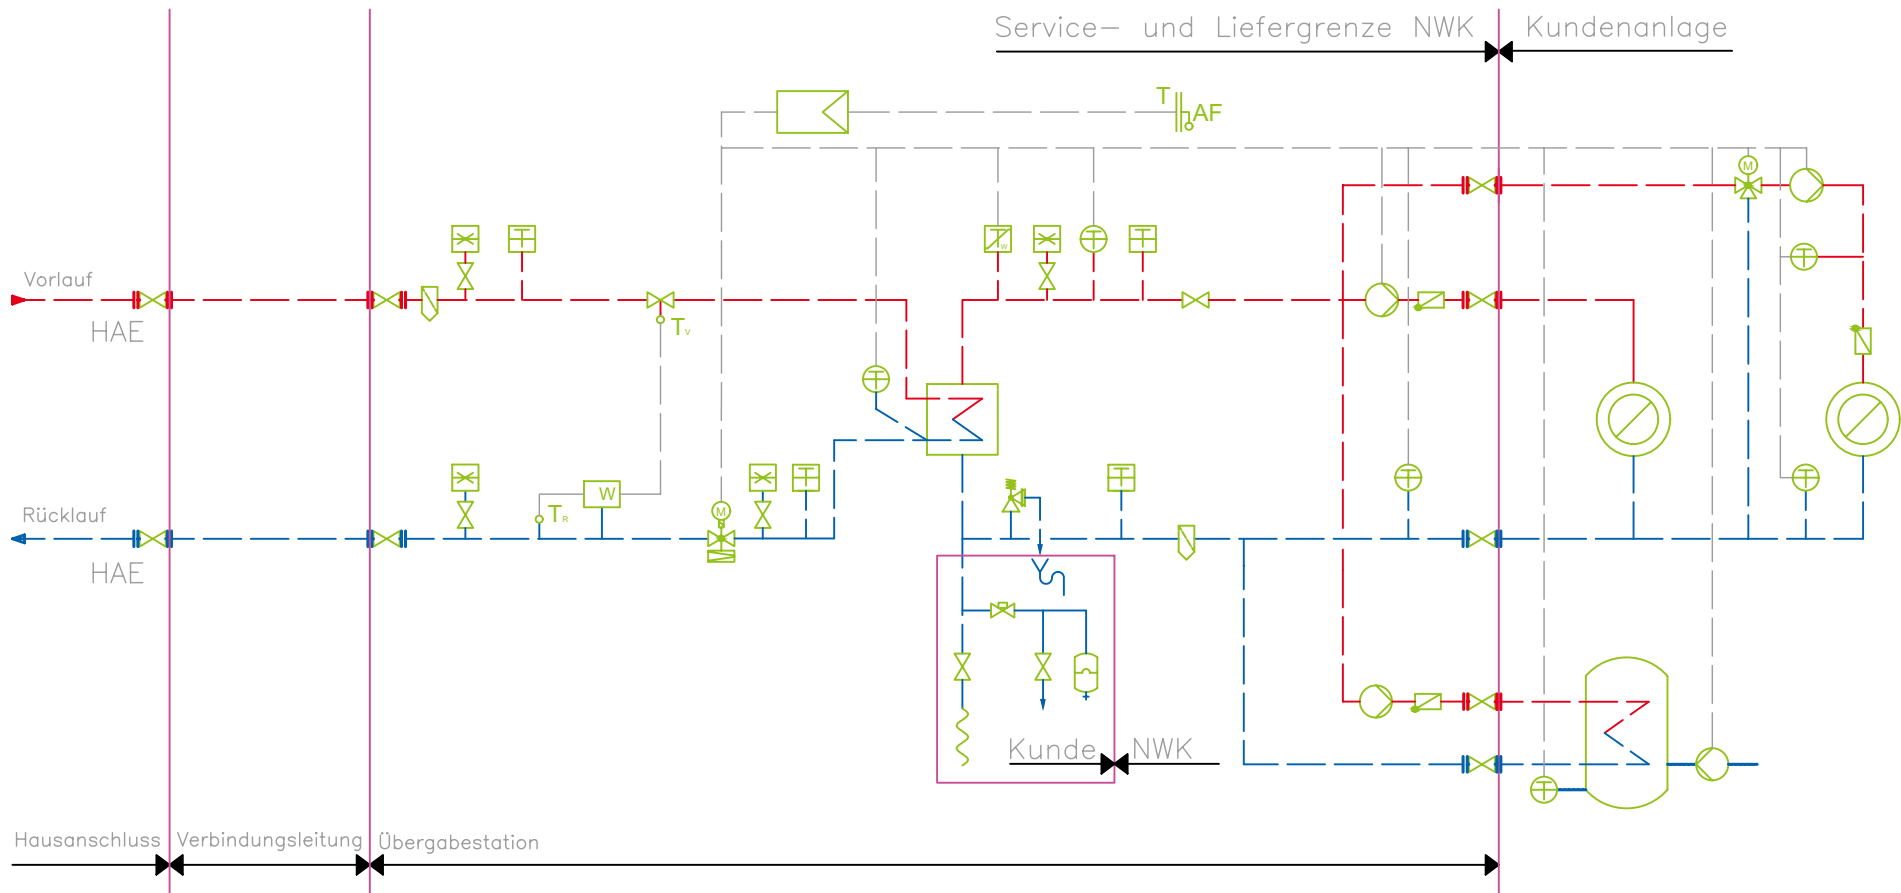 Service- und Liefergrenze NWK
Kundenanlage
T
AF
M
Vorlauf
HAE
T
T
W
T
T
T
Tv
T
T
T
T
Rücklauf
HAE
T
T
T
W
TR
M
Kunde
NWK
T
Hausanschluss
Verbindungsleitung
Übergabestation